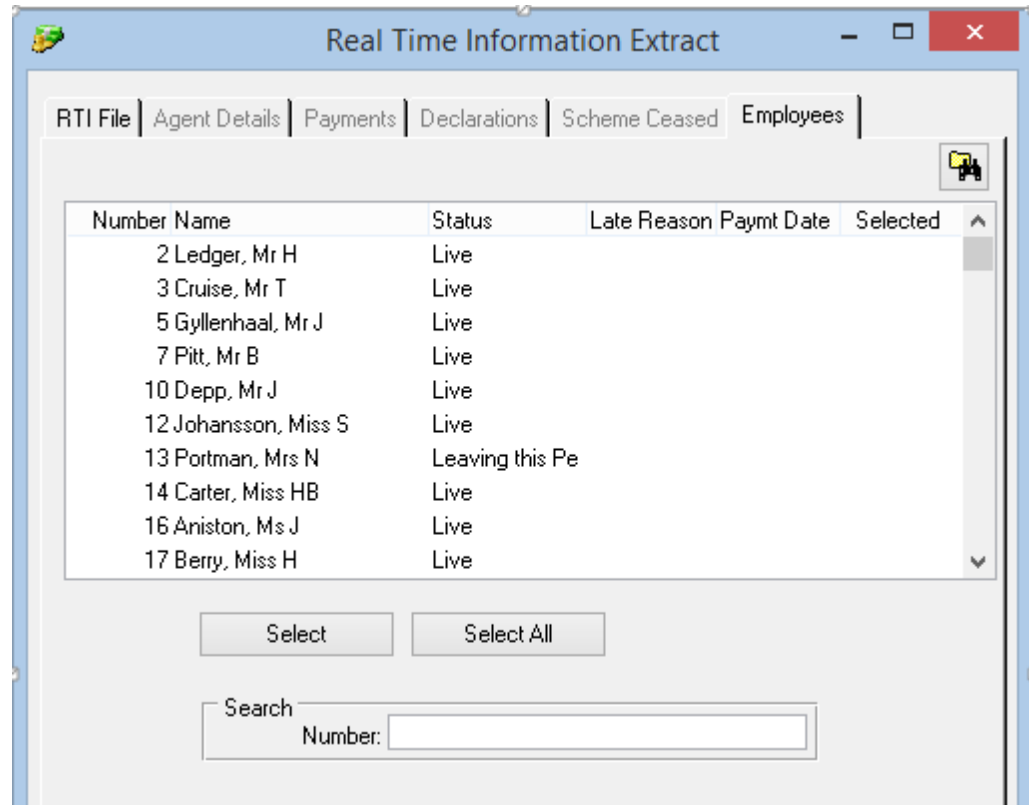 Real Time Information Extract
RTI File Agent Details Payments Declarations Scheme Ceased Employees
Number Name Status Late Reason Paymt Date Selected
2 Ledger, Mr H Live
3 Cruise, Mr T Live
5 Gyllenhaal, Mr J Live
7 Pitt, Mr B Live
10 Depp, Mr J Live
12 Johansson, Miss S Live
13 Portman, Mrs N Leaving this Pe
14 Carter, Miss HB Live
16 Aniston, Ms J Live
17 Berry, Miss H Live
Select Select All
Search
Number: